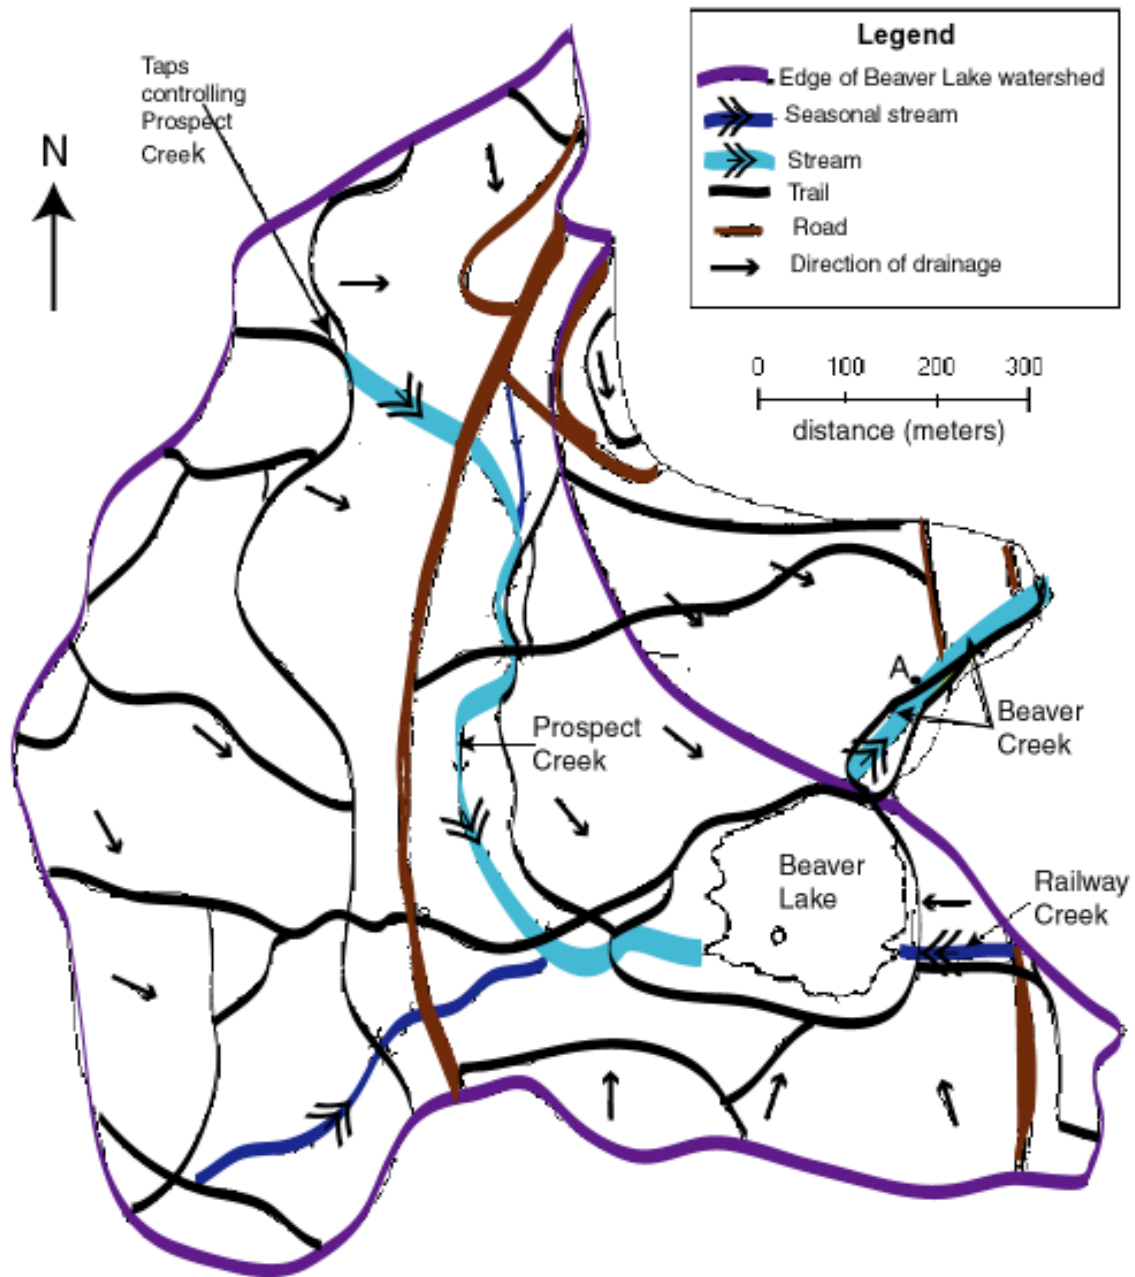 Taps
controlling
Prospect
Creek
N
Legend
Edge of Beaver Lake watershed
Seasonal stream
Stream
Trail
Road
Direction of drainage
0 100 200 300
distance (meters)
A
Beaver
Creek
Prospect
Creek
Beaver
Lake
Railway
Creek